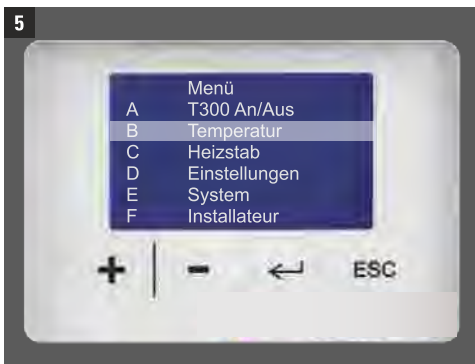 5
Menü
A T300 An/Aus
B Temperatur
C Heizstab
D Einstellungen
E System
F Installateur
+ | - ↵ ESC